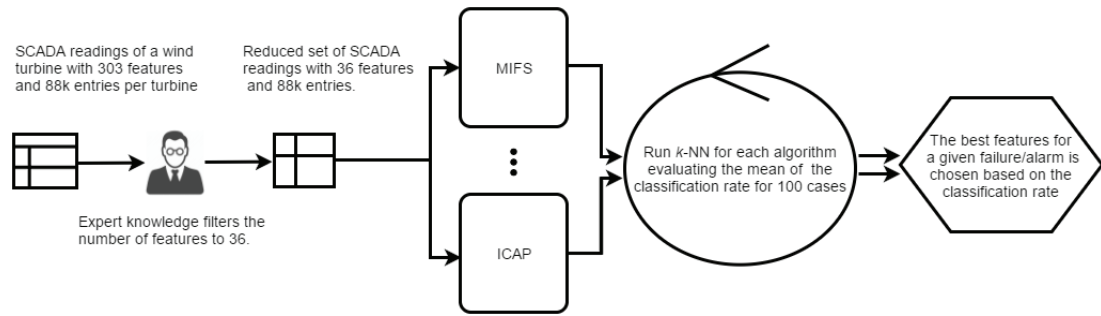 SCADA readings of a wind
turbine with 303 features
and 88k entries per turbine
Expert knowledge filters the
number of features to 36.
Reduced set of SCADA
readings with 36 features
and 88k entries.
MIFS
ICAP
Run k-NN for each algorithm
evaluating the mean of the
classification rate for 100 cases
The best features for
a given failure/alarm is
chosen based on the
classification rate